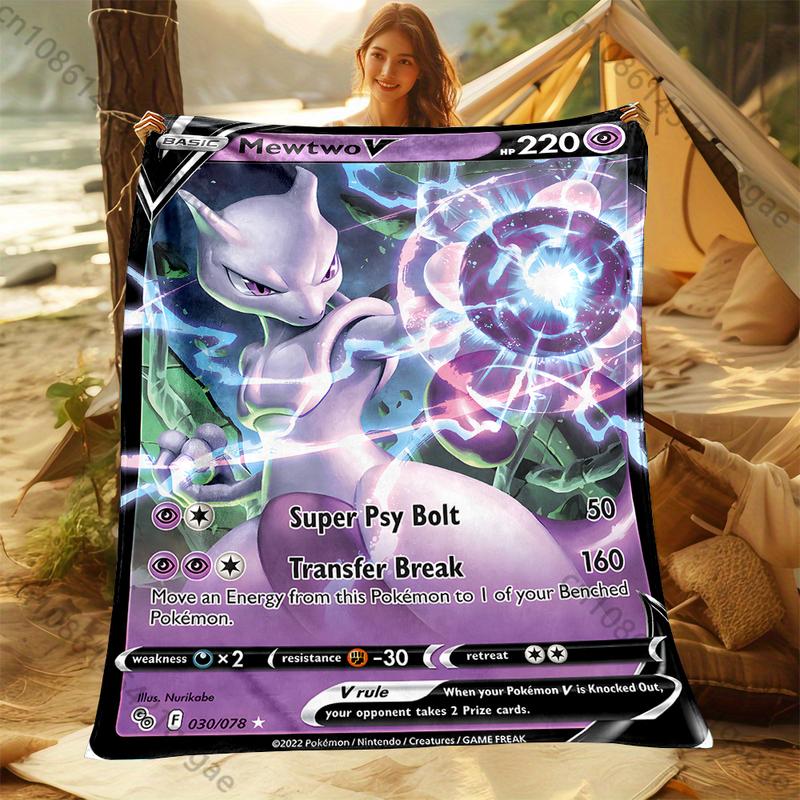 BASIC Mewtwo V HP 220
Super Psy Bolt 50
Transfer Break 160
Move an Energy from this Pokémon to 1 of your Benched
Pokémon.
weakness ×2 resistance -30 retreat
Illus. Nurikabe
V rule When your Pokémon V is Knocked Out,
your opponent takes 2 Prize cards.
GO F 030/078
©2022 Pokémon / Nintendo / Creatures / GAME FREAK